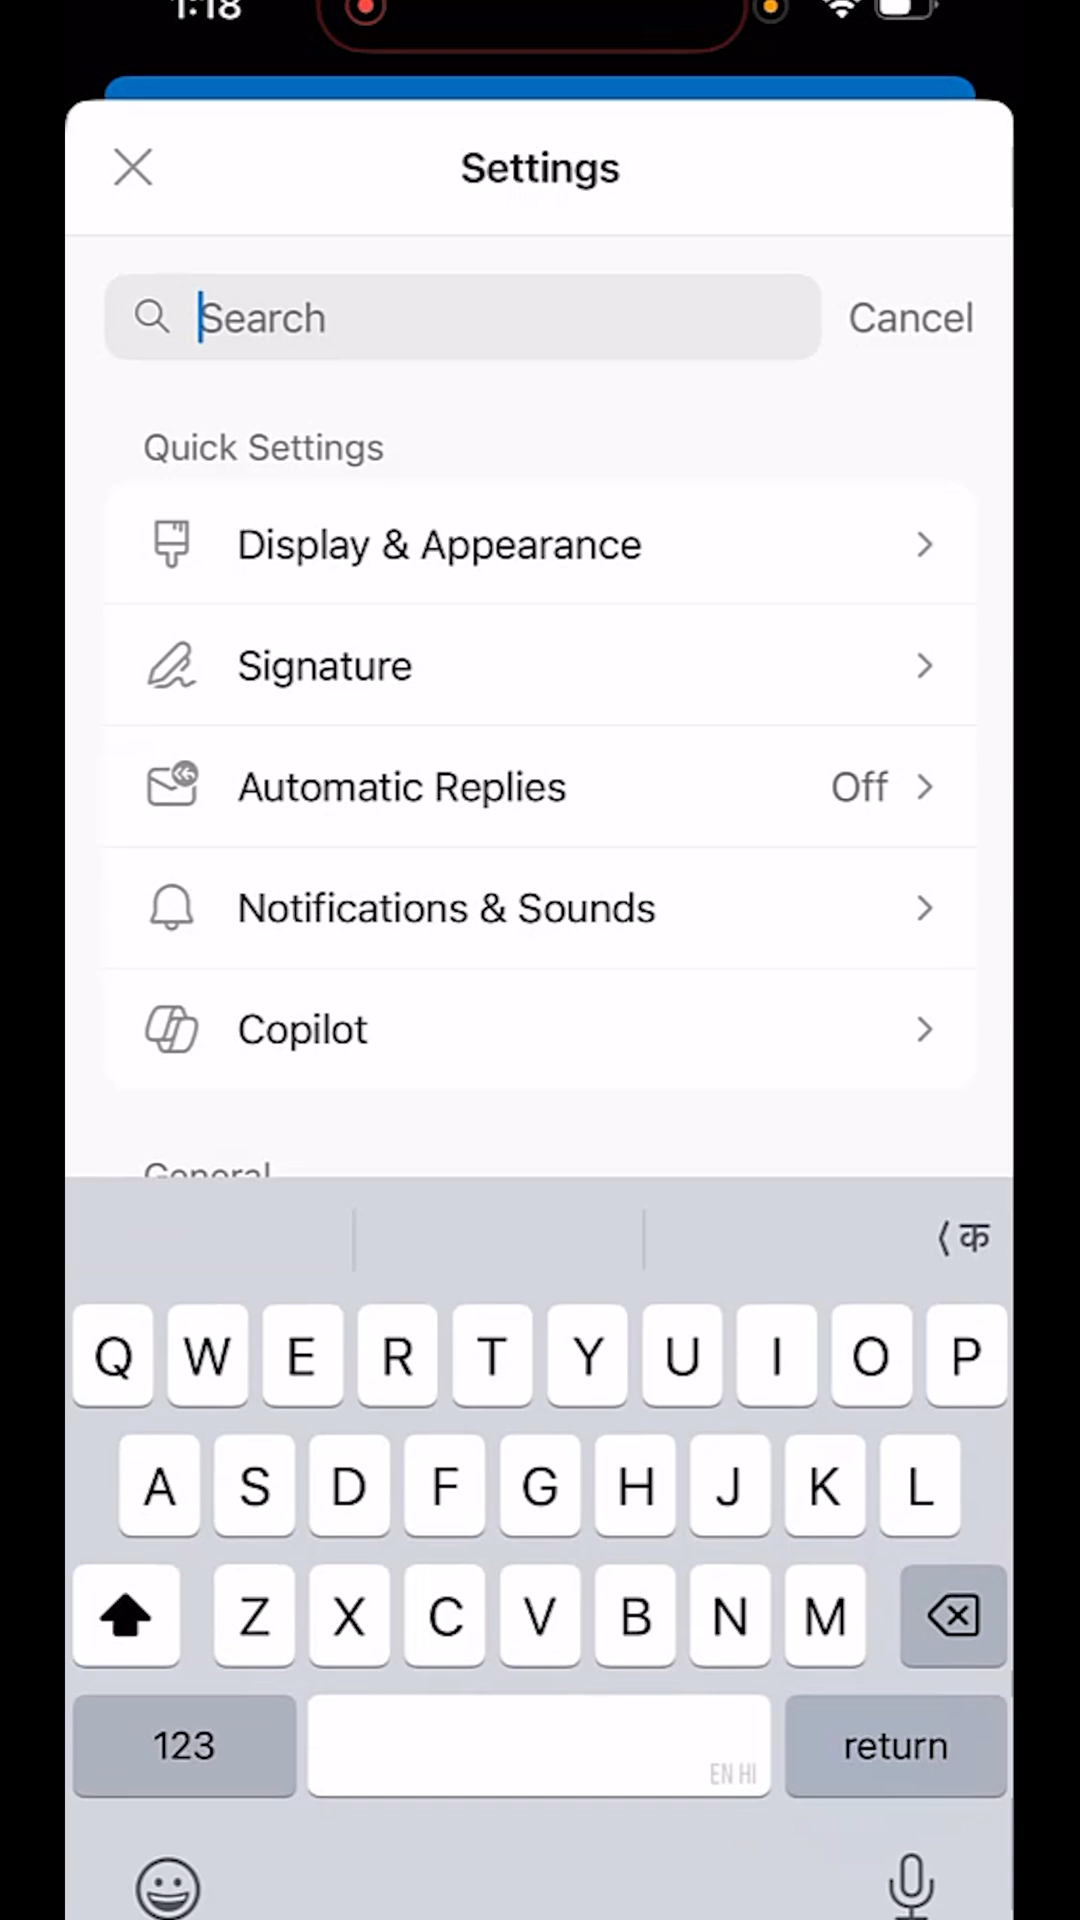 1:18
Settings
Search
Cancel
Quick Settings
Display & Appearance
Signature
Automatic Replies Off
Notifications & Sounds
Copilot
General
क
Q W E R T Y U I O P
A S D F G H J K L
Z X C V B N M
123
EN HI
return